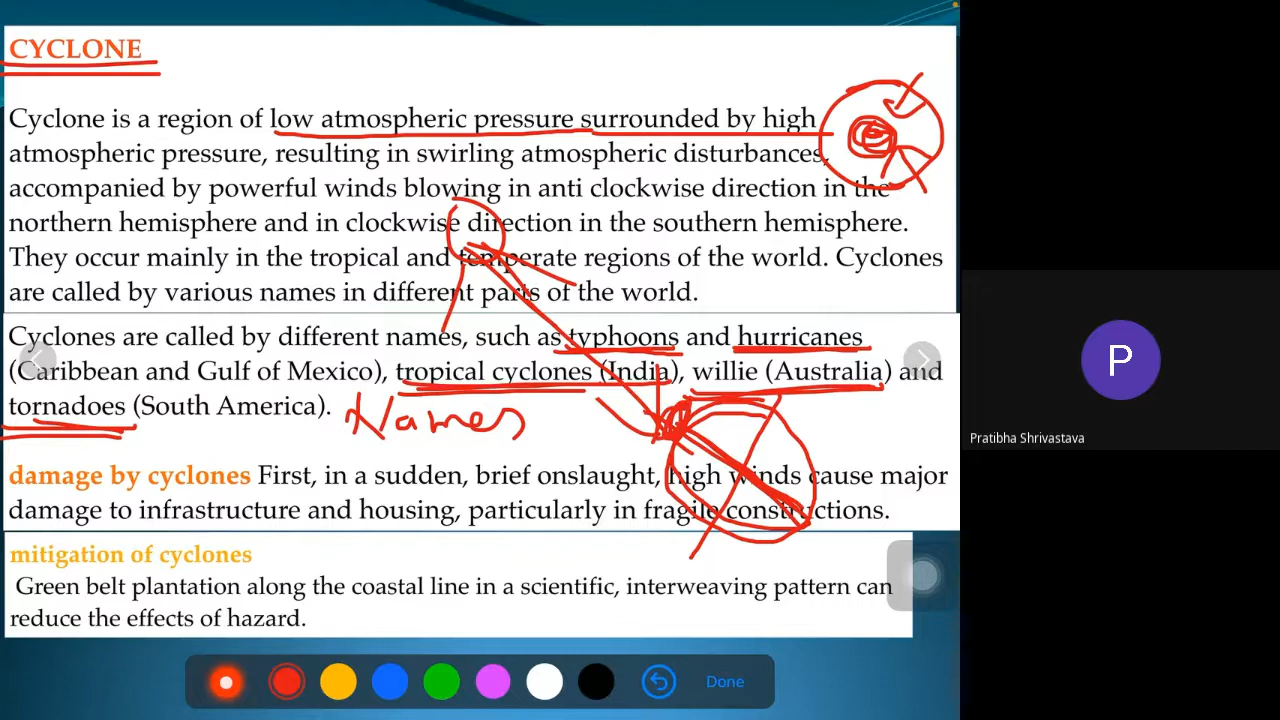 CYCLONE
Cyclone is a region of low atmospheric pressure surrounded by high
atmospheric pressure, resulting in swirling atmospheric disturbances,
accompanied by powerful winds blowing in anti clockwise direction in the
northern hemisphere and in clockwise direction in the southern hemisphere.
They occur mainly in the tropical and temperate regions of the world. Cyclones
are called by various names in different parts of the world.
Cyclones are called by different names, such as typhoons and hurricanes
(Caribbean and Gulf of Mexico), tropical cyclones (India), willie (Australia) and
tornadoes (South America).
Names
damage by cyclones First, in a sudden, brief onslaught, high winds cause major
damage to infrastructure and housing, particularly in fragile constructions.
mitigation of cyclones
Green belt plantation along the coastal line in a scientific, interweaving pattern can
reduce the effects of hazard.
Done
P
Pratibha Shrivastava